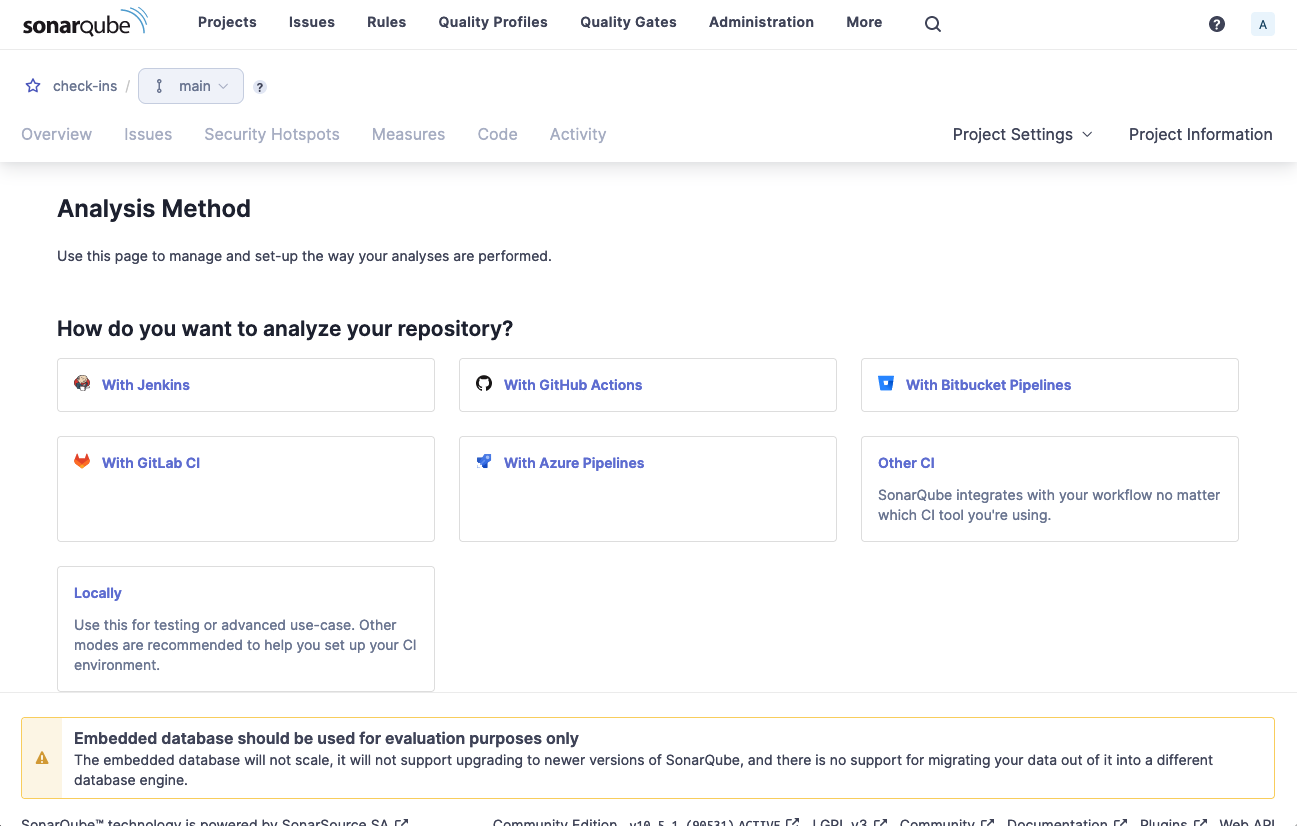 sonarqube Projects Issues Rules Quality Profiles Quality Gates Administration More ? A
check-ins / main ?
Overview Issues Security Hotspots Measures Code Activity Project Settings Project Information
Analysis Method
Use this page to manage and set-up the way your analyses are performed.
How do you want to analyze your repository?
With Jenkins
With GitHub Actions
With Bitbucket Pipelines
With GitLab CI
With Azure Pipelines
Other CI
SonarQube integrates with your workflow no matter
which CI tool you're using.
Locally
Use this for testing or advanced use-case. Other
modes are recommended to help you set up your CI
environment.
Embedded database should be used for evaluation purposes only
The embedded database will not scale, it will not support upgrading to newer versions of SonarQube, and there is no support for migrating your data out of it into a different
database engine.
SonarQube™ technology is powered by SonarSource SA Community Edition v10.5.1 (90531) ACTIVE LGPL v3 Community Documentation Plugins Web API